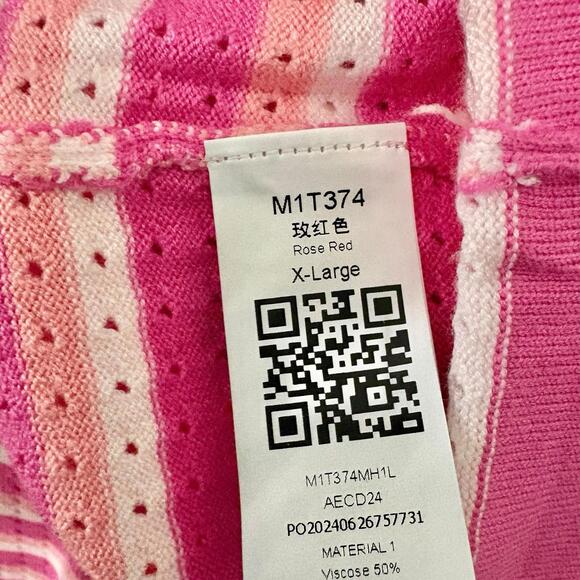 M1T374
玫红色
Rose Red
X-Large
M1T374MH1L
AECD24
PO20240626757731
MATERIAL 1
Viscose 50%